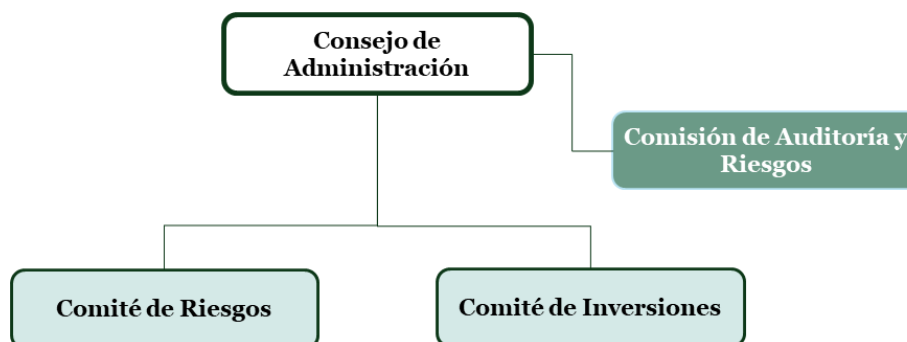 Consejo de
Administración
Comisión de Auditoría y
Riesgos
Comité de Riesgos
Comité de Inversiones